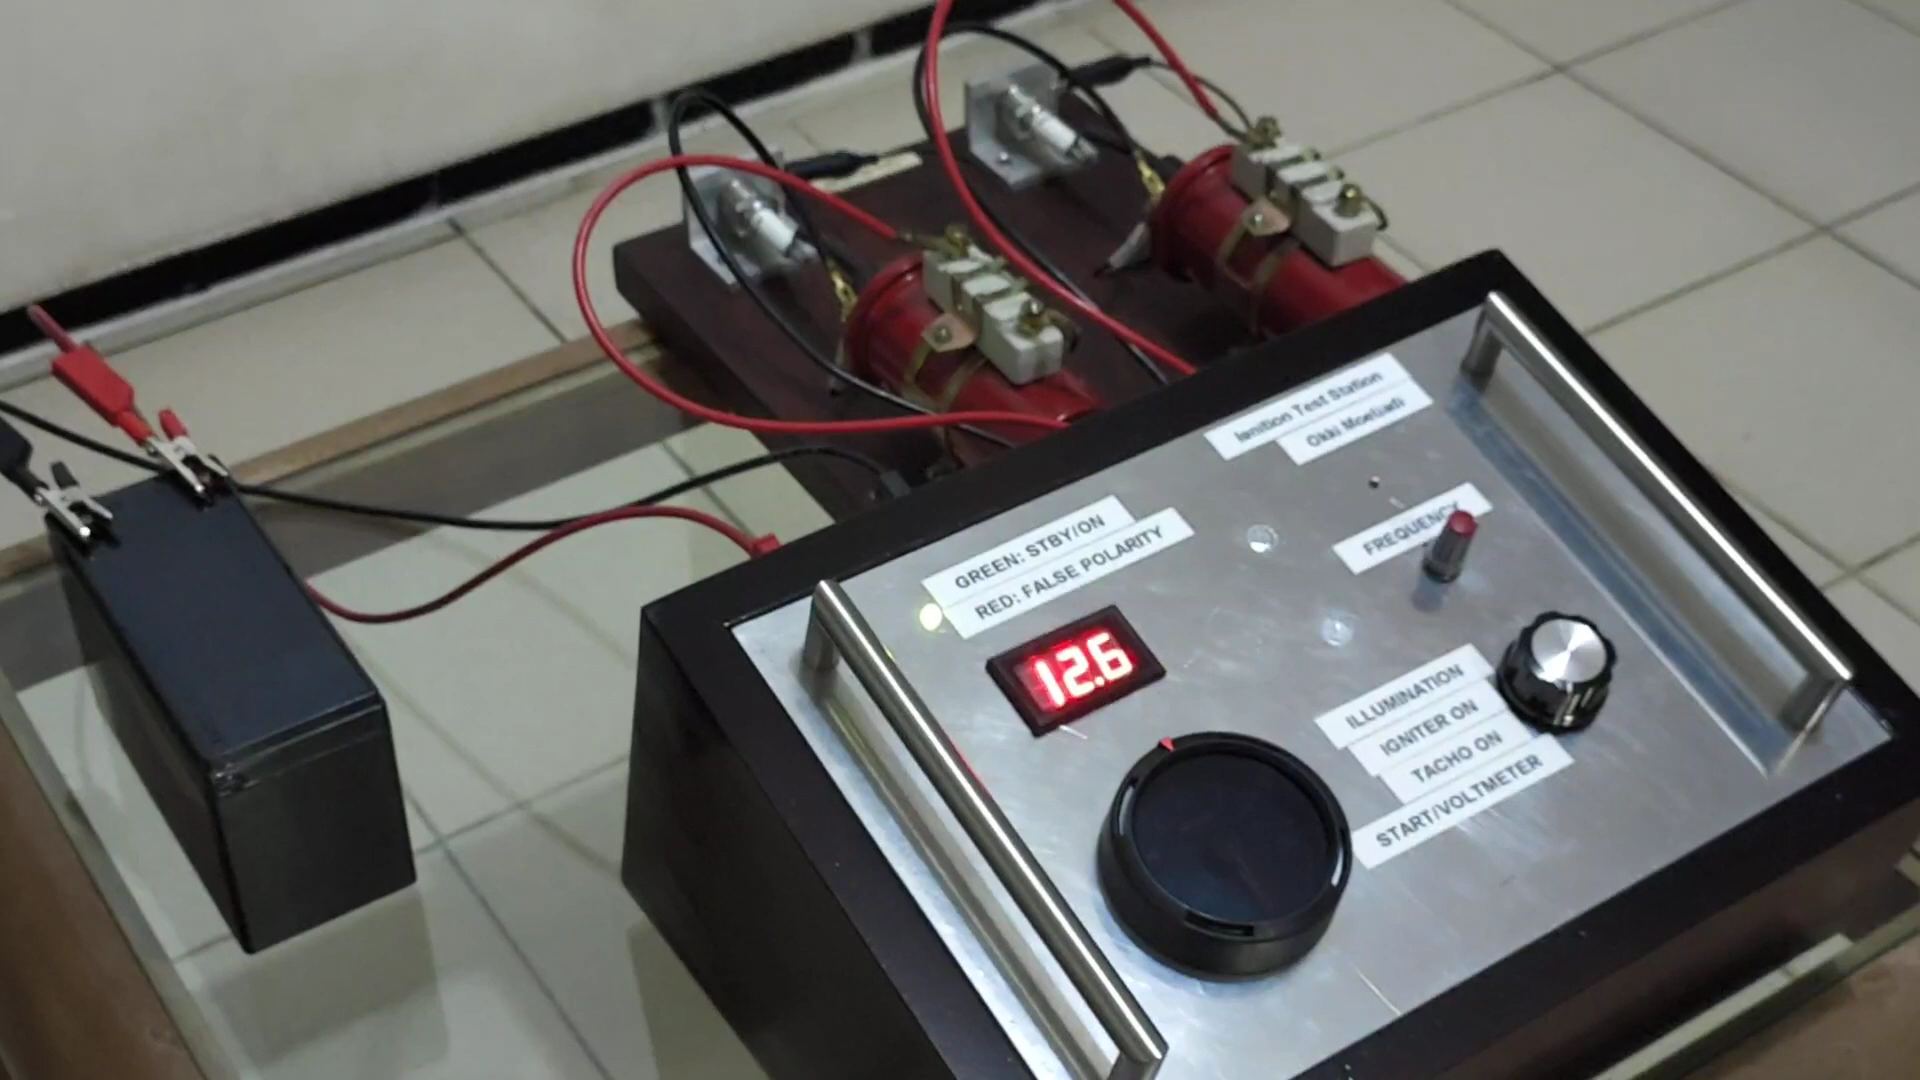 Ignition Test Station
Okki Moeljadi
GREEN: STBY/ON
RED: FALSE POLARITY
FREQUENCY
12.6
ILLUMINATION
IGNITER ON
TACHO ON
START/VOLTMETER